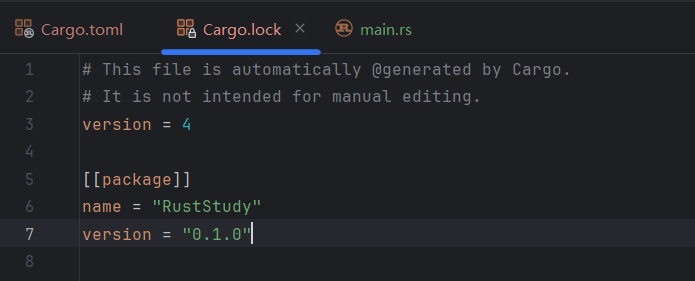 Cargo.toml Cargo.lock main.rs
1 # This file is automatically @generated by Cargo.
2 # It is not intended for manual editing.
3 version = 4
4
5 [[package]]
6 name = "RustStudy"
7 version = "0.1.0"
8